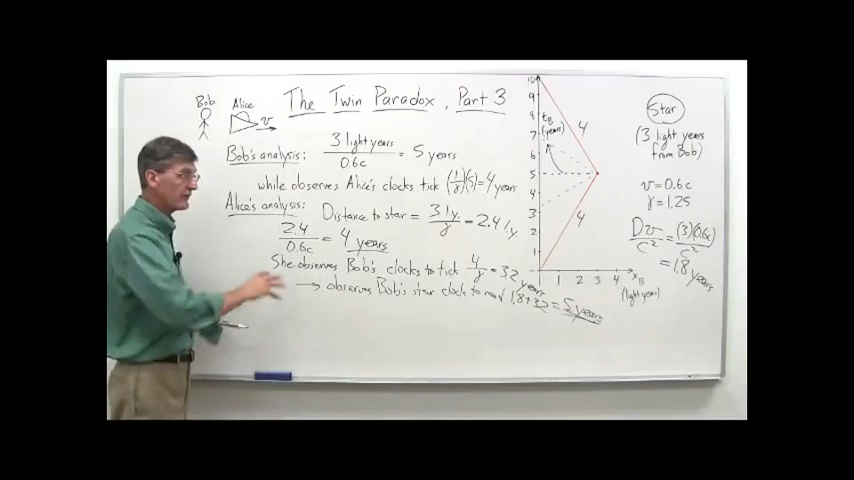 Bob
Alice
v
The Twin Paradox, Part 3
Bob's analysis: 3 light years / 0.6c = 5 years
while observes Alice's clocks tick (1/γ)(5) = 4 years
Alice's analysis: Distance to star = 3 l.y. / γ = 2.4 l.y.
2.4 / 0.6c = 4 years
She observes Bob's clocks to tick 4/γ = 3.2 years
→ observes Bob's star clock to read 1.8 + 3.2 = 5 years
10
9
8
7
6
5
4
3
2
1
t_B
(years)
4
4
1 2 3 4
x_B
(light years)
Star
(3 light years
from Bob)
v = 0.6c
γ = 1.25
Dv / c² = (3)(0.6c) / c²
= 1.8 years